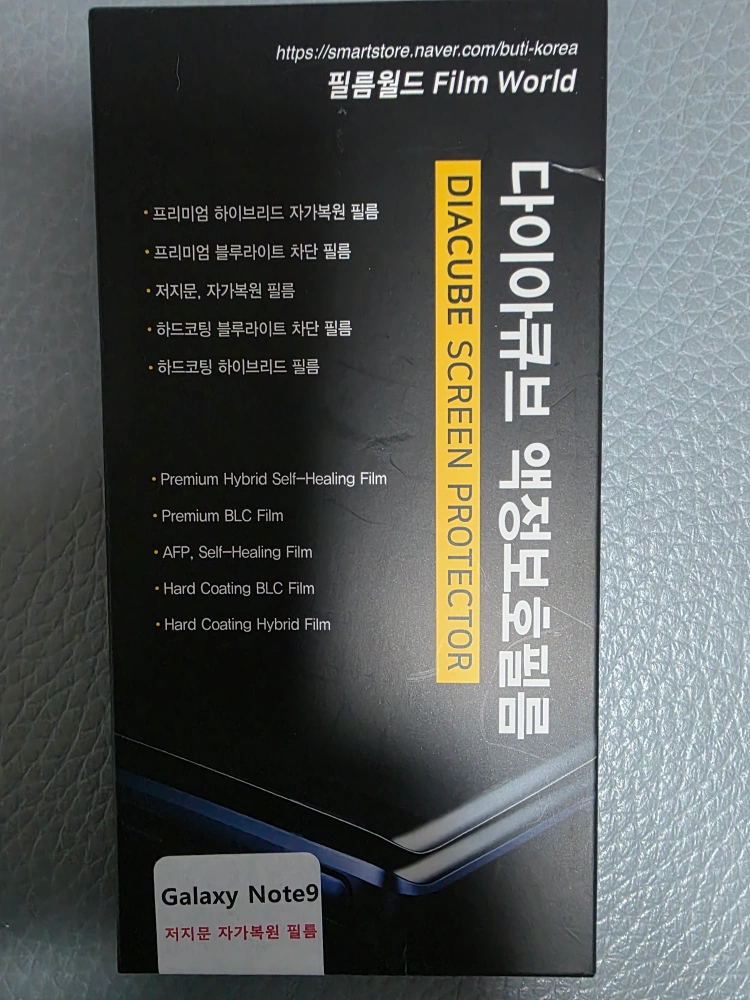 https://smartstore.naver.com/buti-korea
필름월드 Film World
다이아큐브 액정보호필름
DIACUBE SCREEN PROTECTOR
• 프리미엄 하이브리드 자가복원 필름
• 프리미엄 블루라이트 차단 필름
• 저지문, 자가복원 필름
• 하드코팅 블루라이트 차단 필름
• 하드코팅 하이브리드 필름
• Premium Hybrid Self-Healing Film
• Premium BLC Film
• AFP, Self-Healing Film
• Hard Coating BLC Film
• Hard Coating Hybrid Film
Galaxy Note9
저지문 자가복원 필름